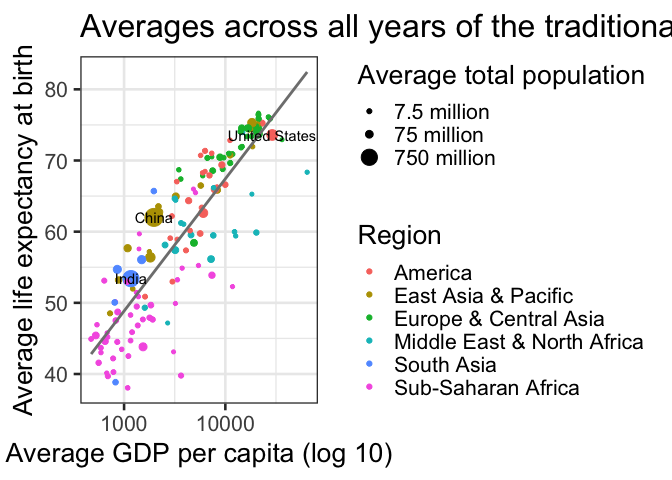 Averages across all years of the traditiona
Average life expectancy at birth
80
70
60
50
40
United States
China
India
1000
10000
Average GDP per capita (log 10)
Average total population
7.5 million
75 million
750 million
Region
America
East Asia & Pacific
Europe & Central Asia
Middle East & North Africa
South Asia
Sub-Saharan Africa